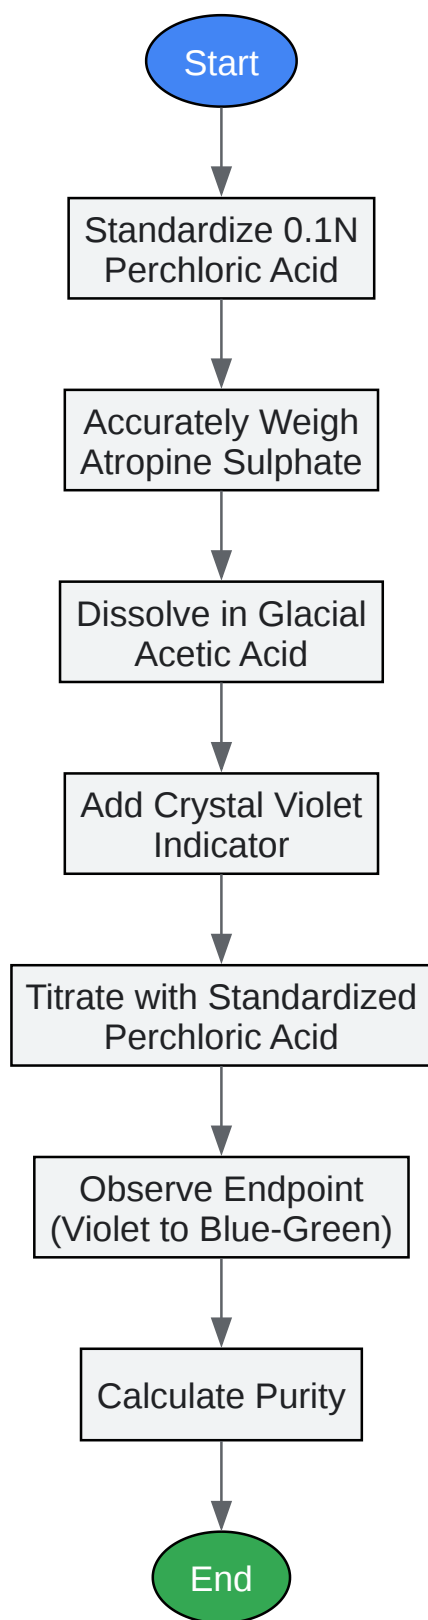 Start
Standardize 0.1N
Perchloric Acid
Accurately Weigh
Atropine Sulphate
Dissolve in Glacial
Acetic Acid
Add Crystal Violet
Indicator
Titrate with Standardized
Perchloric Acid
Observe Endpoint
(Violet to Blue-Green)
Calculate Purity
End